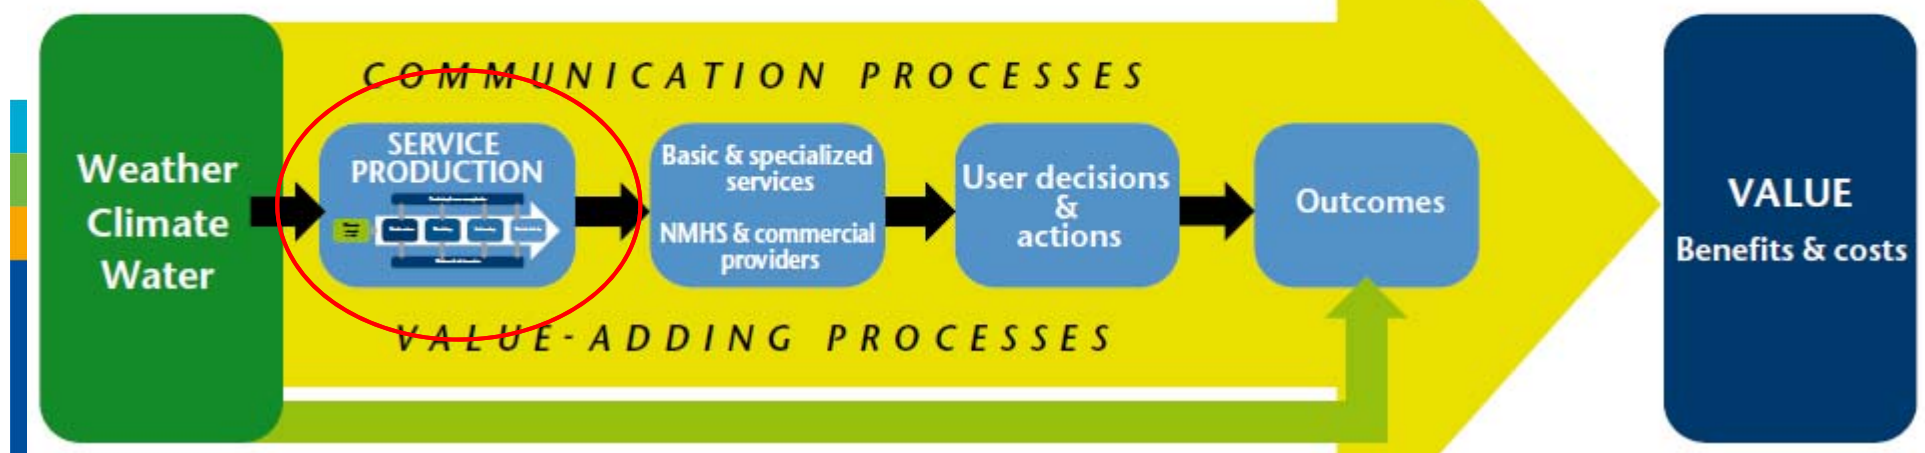 COMMUNICATION PROCESSES
Weather
Climate
Water
SERVICE
PRODUCTION
Basic & specialized
services
NMHS & commercial
providers
User decisions
&
actions
Outcomes
VALUE
Benefits & costs
VALUE-ADDING PROCESSES